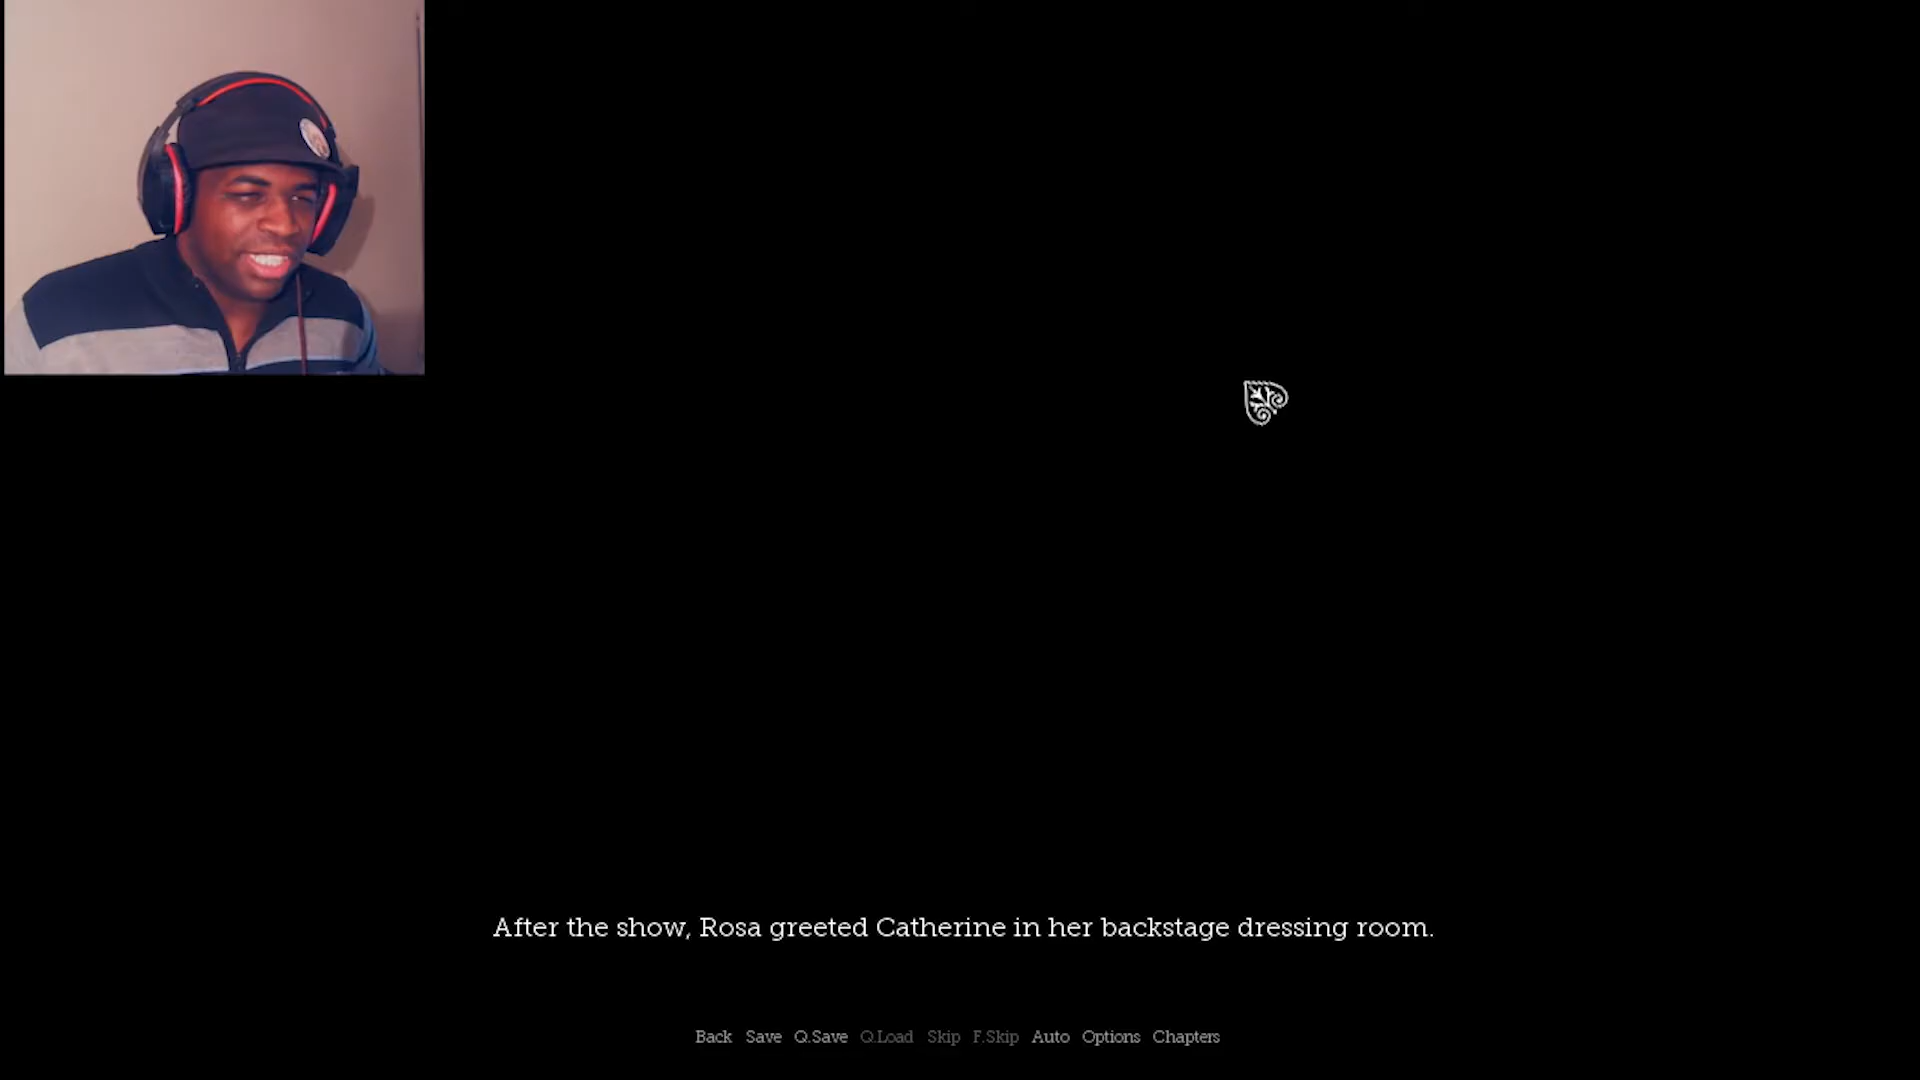 After the show, Rosa greeted Catherine in her backstage dressing room.
Back Save Q.Save Q.Load Skip F.Skip Auto Options Chapters